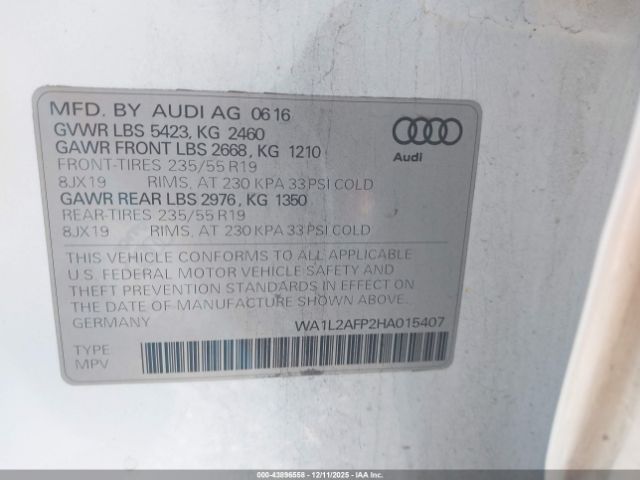 MFD. BY AUDI AG 06 16
GVWR LBS 5423, KG 2460
GAWR FRONT LBS 2668, KG 1210
FRONT-TIRES 235/55 R19
8JX19 RIMS, AT 230 KPA 33 PSI COLD
GAWR REAR LBS 2976, KG 1350
REAR-TIRES 235/55 R19
8JX19 RIMS, AT 230 KPA 33 PSI COLD
Audi
THIS VEHICLE CONFORMS TO ALL APPLICABLE
U.S. FEDERAL MOTOR VEHICLE SAFETY AND
THEFT PREVENTION STANDARDS IN EFFECT ON
THE DATE OF MANUFACTURE SHOWN ABOVE.
GERMANY WA1L2AFP2HA015407
TYPE
MPV
000-43896558 - 12/11/2025 - IAA Inc.